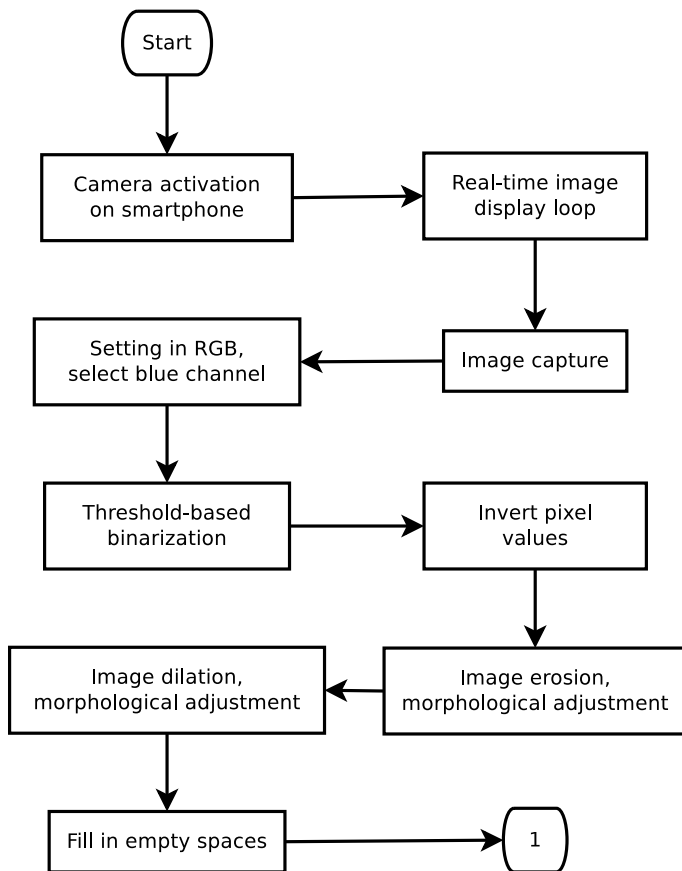 Start
Camera activation
on smartphone
Real-time image
display loop
Image capture
Setting in RGB,
select blue channel
Threshold-based
binarization
Invert pixel
values
Image erosion,
morphological adjustment
Image dilation,
morphological adjustment
Fill in empty spaces
1